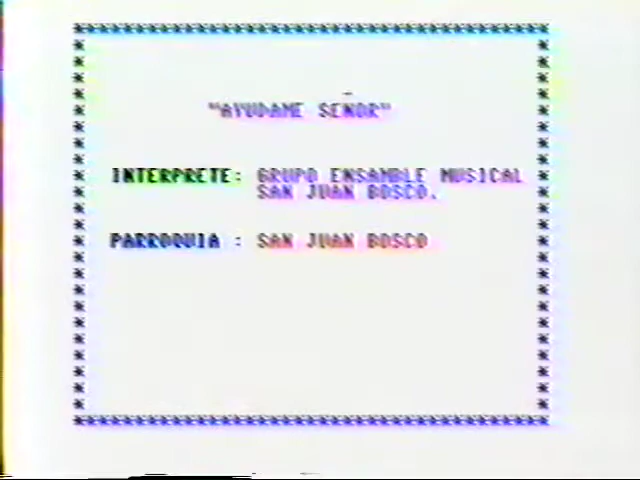 "AYUDAME SEÑOR"
INTERPRETE: GRUPO ENSAMBLE MUSICAL
SAN JUAN BOSCO.
PARROQUIA : SAN JUAN BOSCO